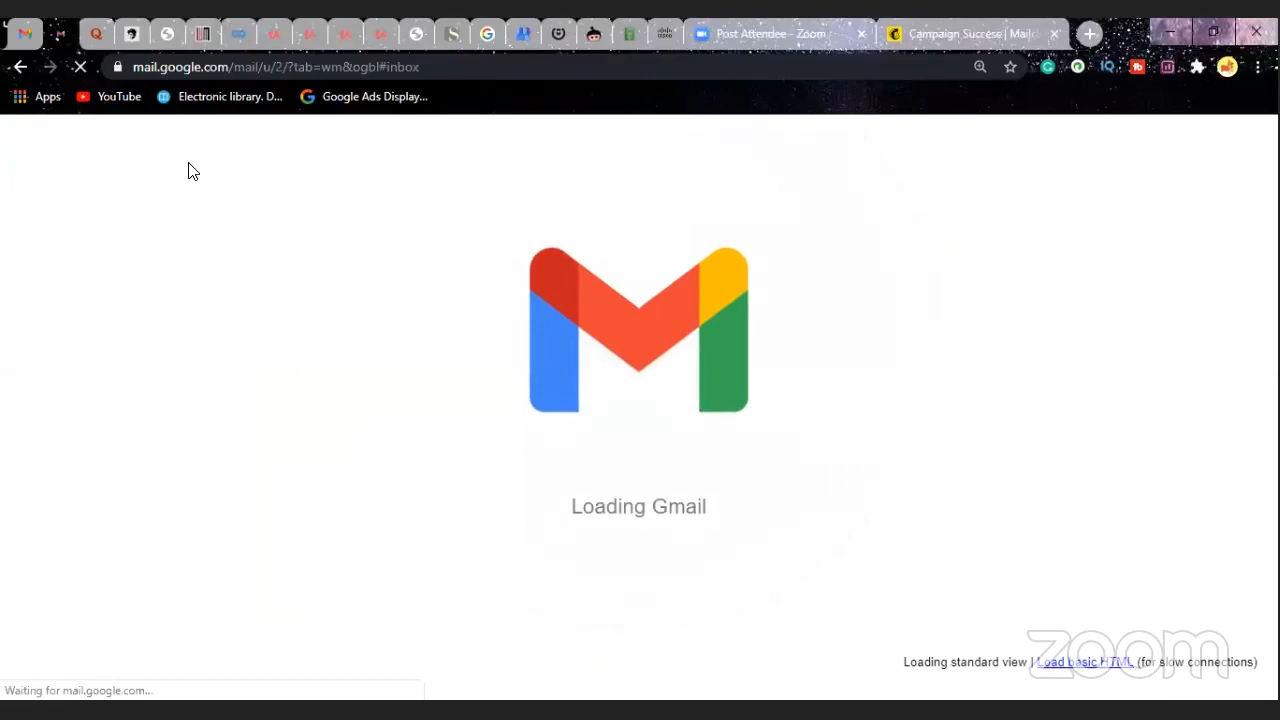 Post Attendee - Zoom
Campaign Success | Mailc
mail.google.com/mail/u/2/?tab=wm&ogbl#inbox
Apps
YouTube
Electronic library. D...
Google Ads Display...
Loading Gmail
zoom
Loading standard view | Load basic HTML (for slow connections)
Waiting for mail.google.com...